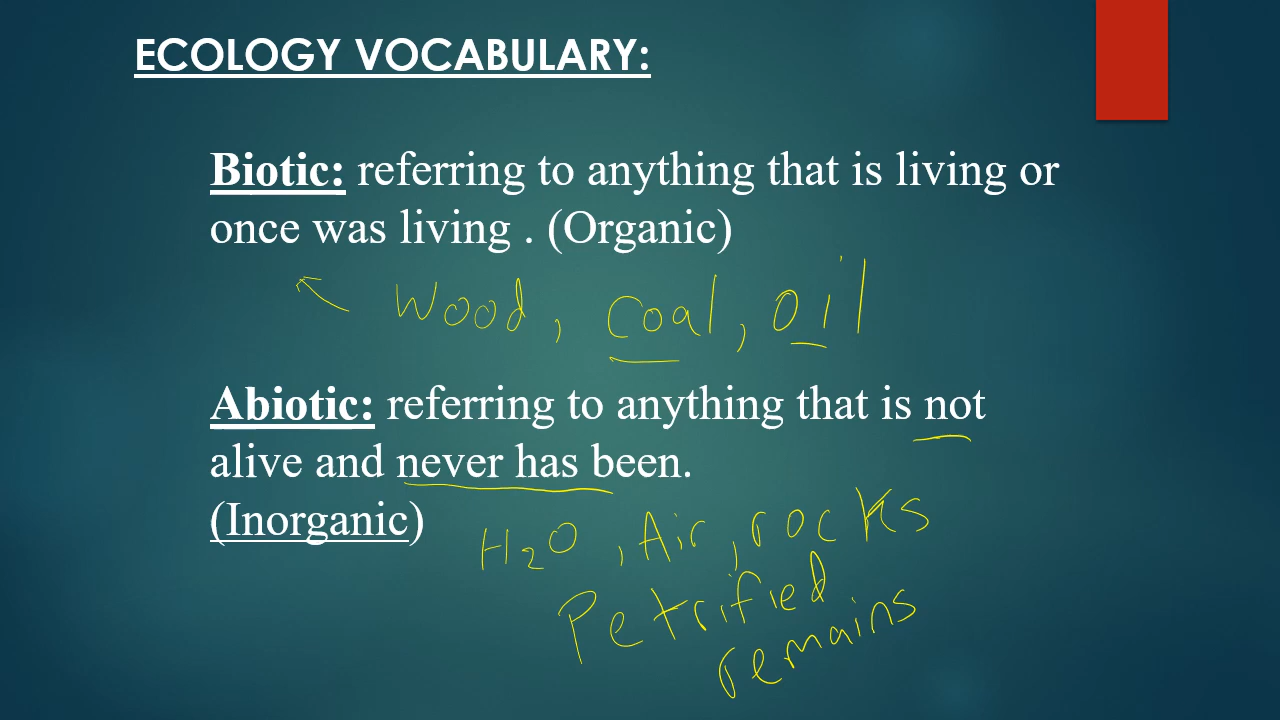 ECOLOGY VOCABULARY:
Biotic: referring to anything that is living or
once was living . (Organic)
Wood, coal, oil
Abiotic: referring to anything that is not
alive and never has been.
(Inorganic)
H2O, Air, rocks
Petrified
remains